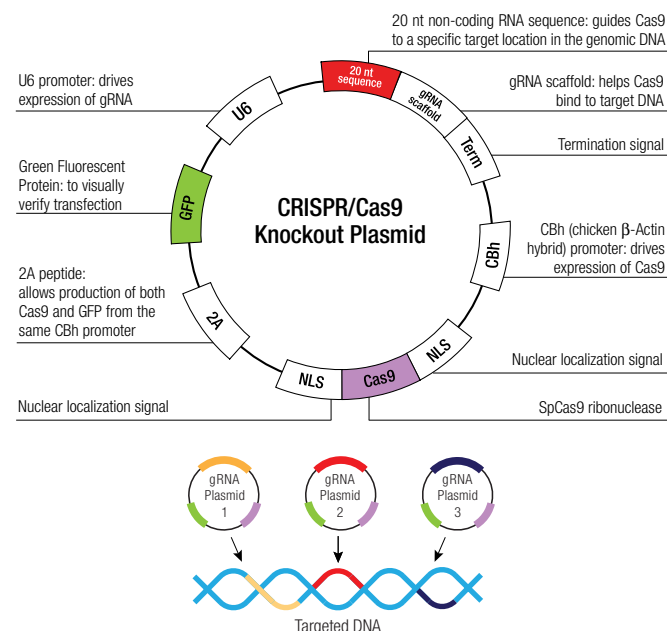 20 nt non-coding RNA sequence: guides Cas9
to a specific target location in the genomic DNA
U6 promoter: drives
expression of gRNA
20 nt
sequence
gRNA
scaffold
gRNA scaffold: helps Cas9
bind to target DNA
U6
Term
Termination signal
Green Fluorescent
Protein: to visually
verify transfection
GFP
CRISPR/Cas9
Knockout Plasmid
CBh
CBh (chicken β-Actin
hybrid) promoter: drives
expression of Cas9
2A peptide:
allows production of both
Cas9 and GFP from the
same CBh promoter
2A
NLS
Cas9
NLS
Nuclear localization signal
Nuclear localization signal
SpCas9 ribonuclease
gRNA
Plasmid
1
gRNA
Plasmid
2
gRNA
Plasmid
3
Targeted DNA